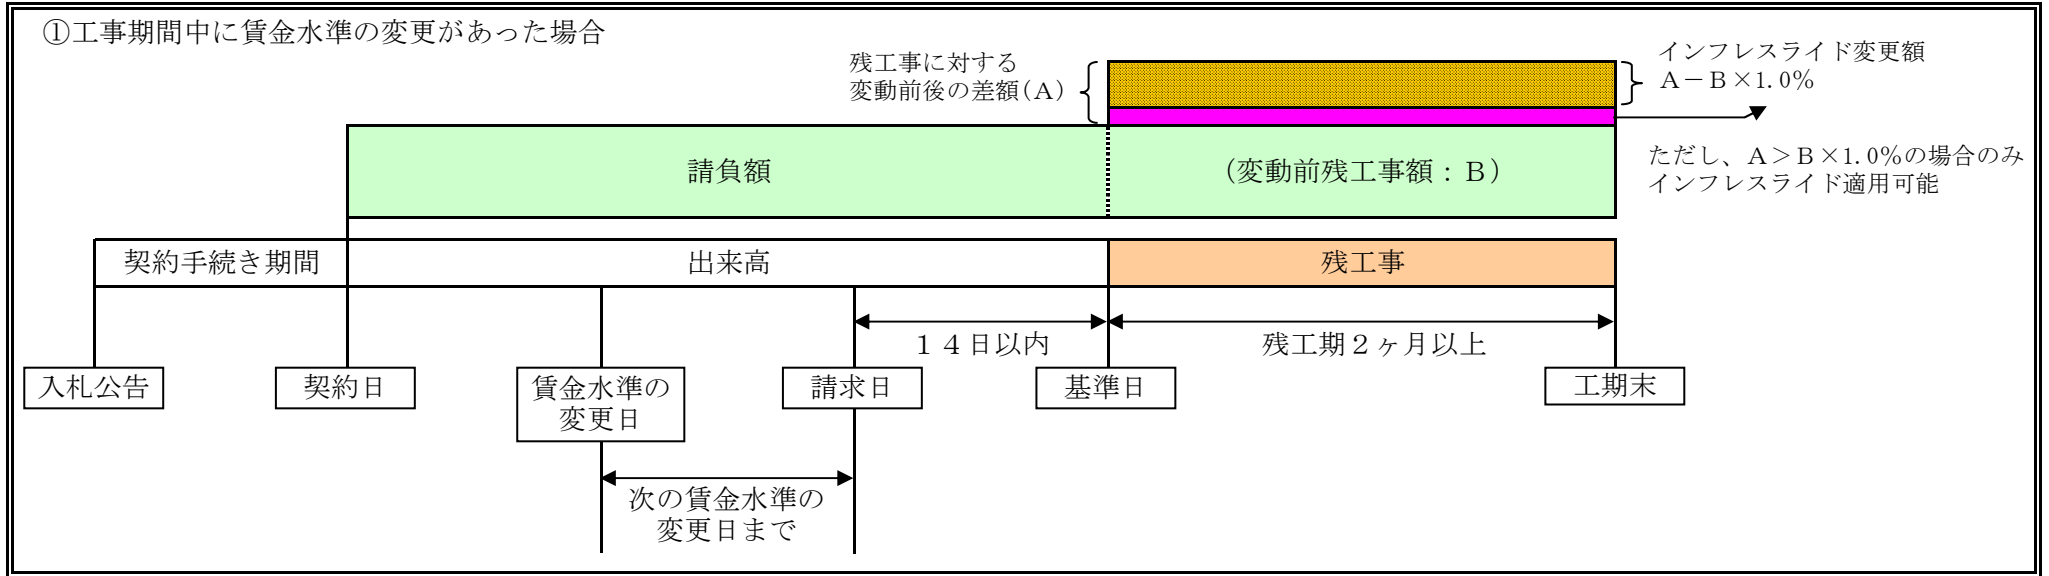 ①工事期間中に賃金水準の変更があった場合
残工事に対する
変動前後の差額(A)
インフレスライド変更額
A－B×1.0%
請負額
(変動前残工事額:B)
ただし、A＞B×1.0%の場合のみ
インフレスライド適用可能
契約手続き期間
出来高
残工事
14日以内
残工期2ヶ月以上
入札公告
契約日
賃金水準の
変更日
請求日
基準日
工期末
次の賃金水準の
変更日まで